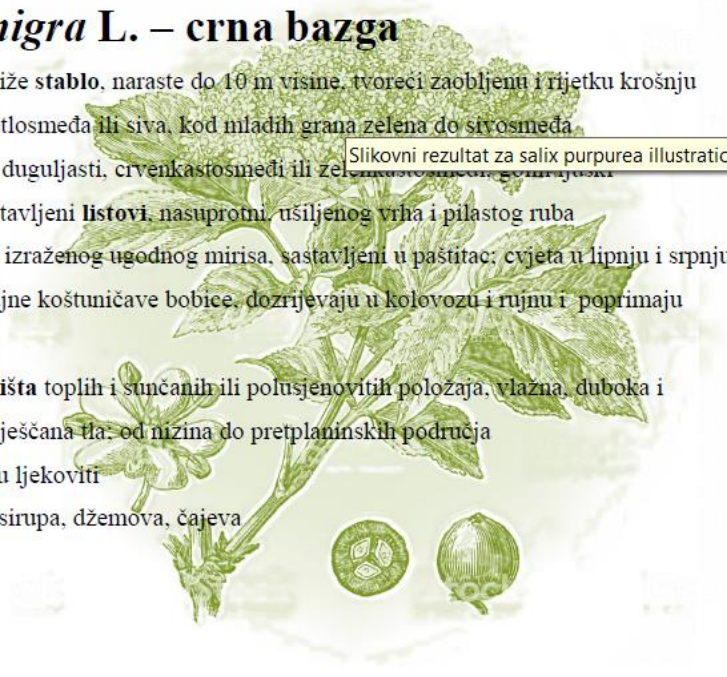 nigra L. – crna bazga
iže stablo, naraste do 10 m visine, tvoreći zaobljenu i rijetku krošnju
tlosmeđa ili siva, kod mladih grana zelena do sivosmeđa
Slikovni rezultat za salix purpurea illustratio
duguljasti, crvenkastosmeđi ili zelenkastosmeđi, golih ljuski
tavljeni listovi, nasuprotni, ušiljenog vrha i pilastog ruba
izraženog ugodnog mirisa, sastavljeni u paštitac; cvjeta u lipnju i srpnju
jne koštuničave bobice, dozrijevaju u kolovozu i rujnu i poprimaju
išta toplih i sunčanih ili polusjenovitih položaja, vlažna, duboka i
ješčana tla; od nizina do pretplaninskih područja
u ljekoviti
sirupa, džemova, čajeva